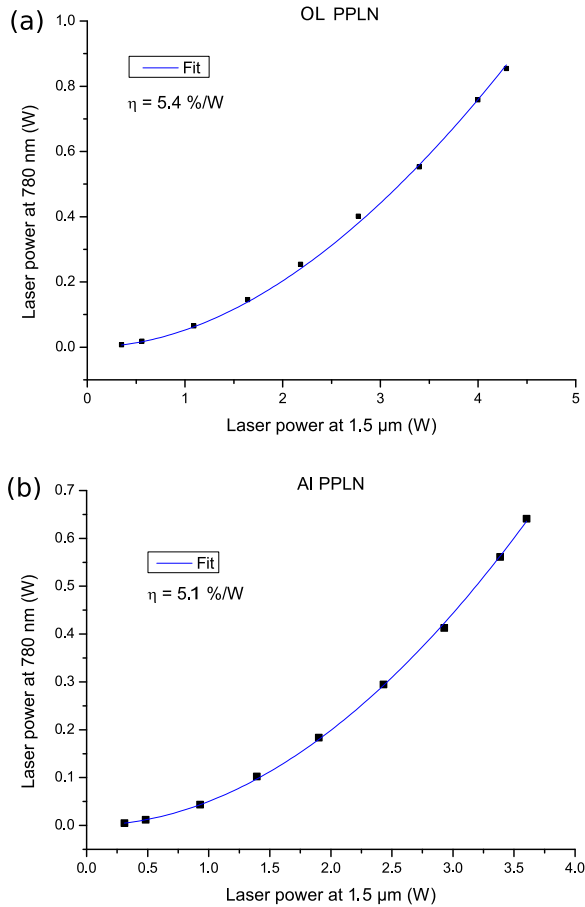 (a)
OL PPLN
Fit
η = 5.4 %/W
Laser power at 780 nm (W)
1.0
0.8
0.6
0.4
0.2
0.0
0 1 2 3 4 5
Laser power at 1.5 μm (W)
(b)
AI PPLN
Fit
η = 5.1 %/W
Laser power at 780 nm (W)
0.7
0.6
0.5
0.4
0.3
0.2
0.1
0.0
0.0 0.5 1.0 1.5 2.0 2.5 3.0 3.5 4.0
Laser power at 1.5 μm (W)